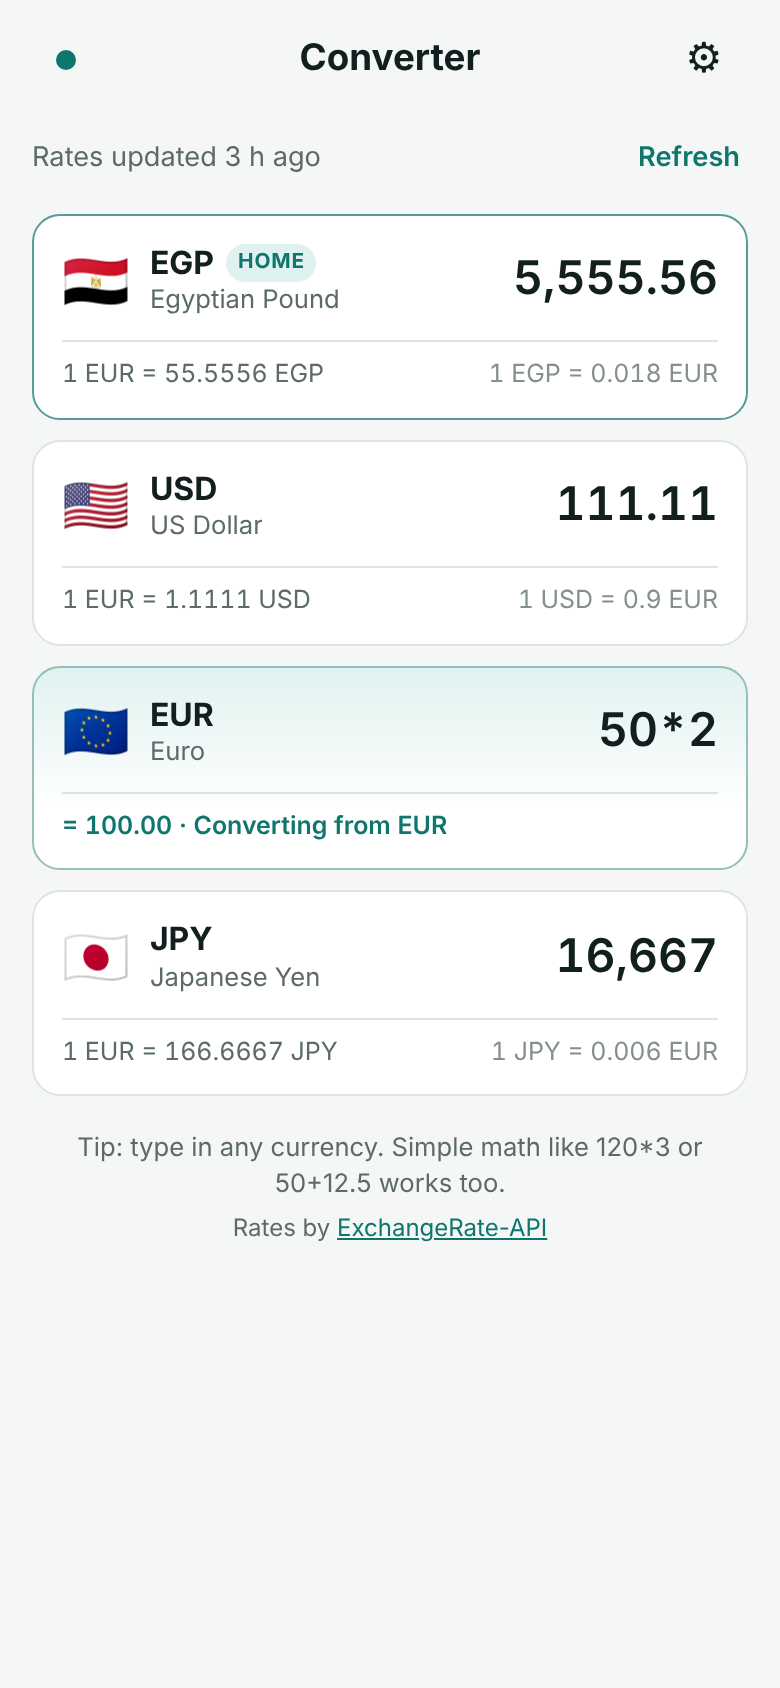 Converter
Rates updated 3 h ago
Refresh
EGP HOME
Egyptian Pound
5,555.56
1 EUR = 55.5556 EGP
1 EGP = 0.018 EUR
USD
US Dollar
111.11
1 EUR = 1.1111 USD
1 USD = 0.9 EUR
EUR
Euro
50*2
= 100.00 · Converting from EUR
JPY
Japanese Yen
16,667
1 EUR = 166.6667 JPY
1 JPY = 0.006 EUR
Tip: type in any currency. Simple math like 120*3 or
50+12.5 works too.
Rates by ExchangeRate-API